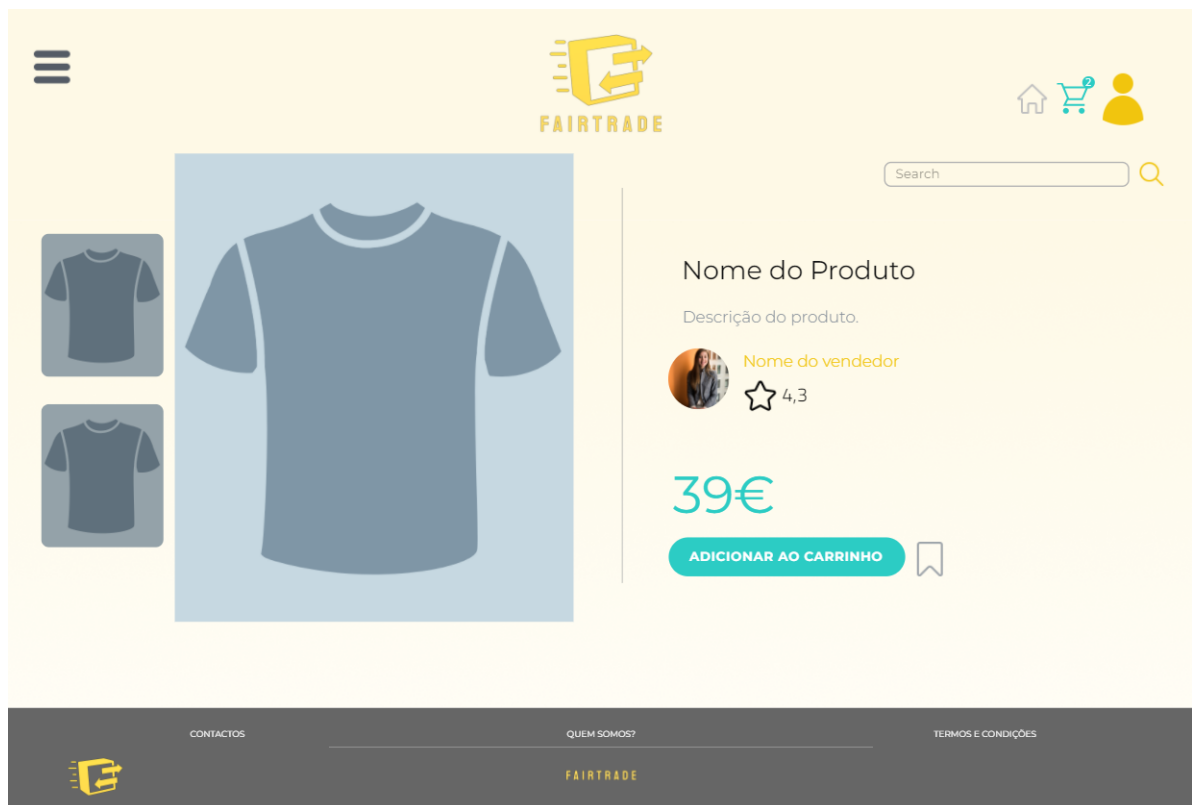 FAIRTRADE
2
Search
Nome do Produto
Descrição do produto.
Nome do vendedor
4,3
39€
ADICIONAR AO CARRINHO
CONTACTOS
QUEM SOMOS?
TERMOS E CONDIÇÕES
FAIRTRADE